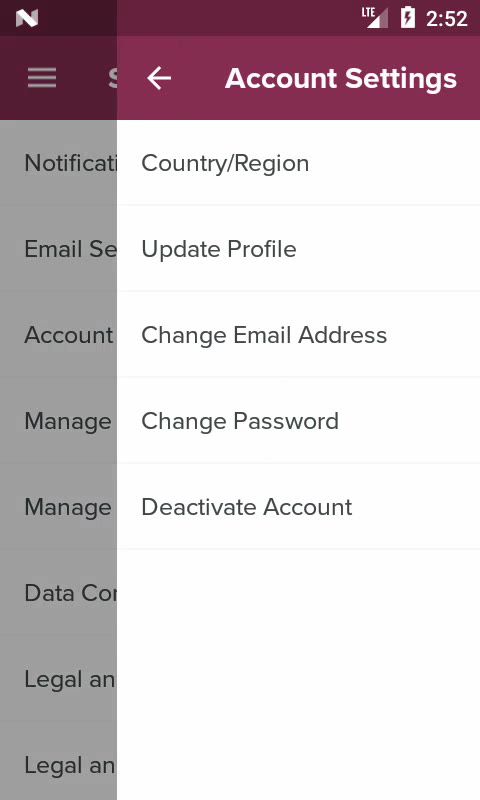 LTE 2:52
S Account Settings
Notificati Country/Region
Email Se Update Profile
Account Change Email Address
Manage Change Password
Manage Deactivate Account
Data Cor
Legal an
Legal an